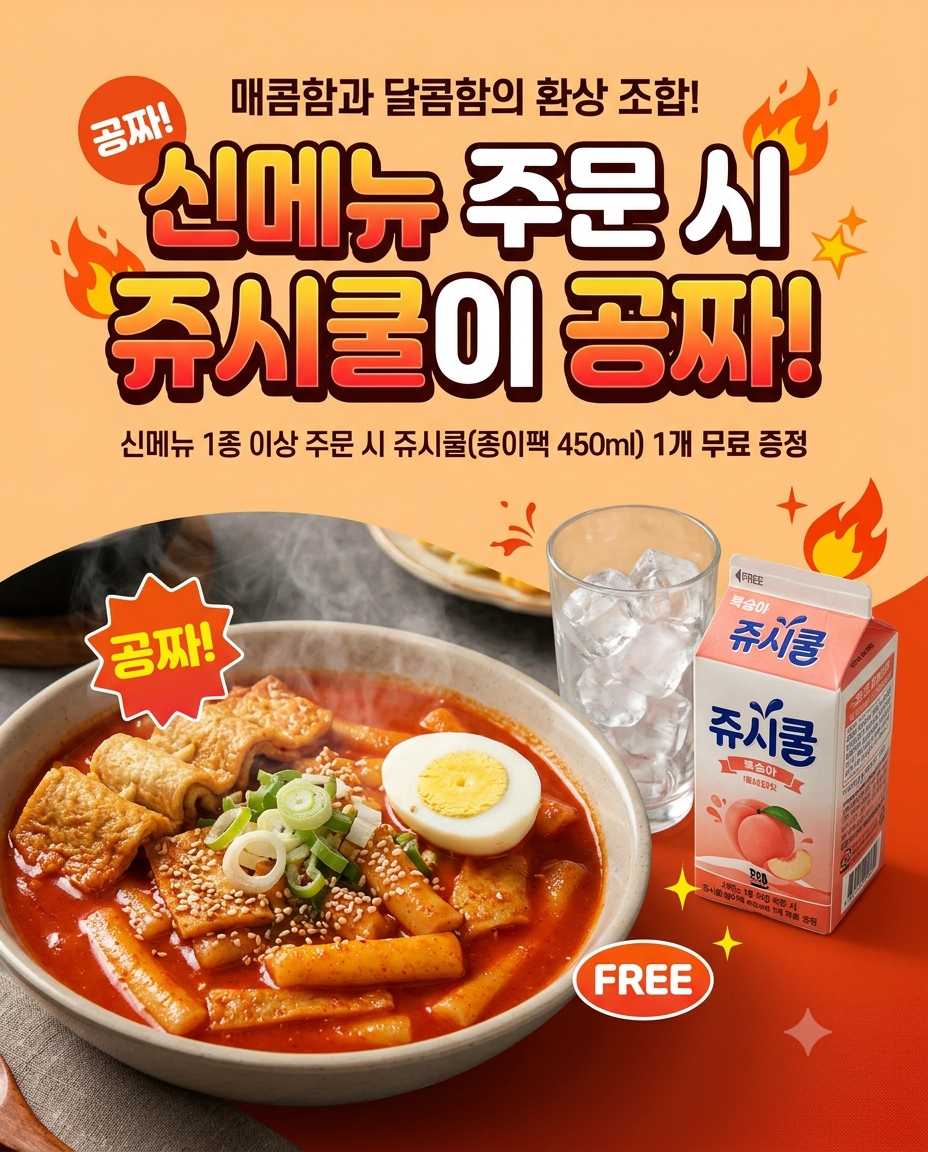 매콤함과 달콤함의 환상 조합!
공짜!
신메뉴 주문 시
쥬시쿨이 공짜!
신메뉴 1종 이상 주문 시 쥬시쿨(종이팩 450ml) 1개 무료 증정
공짜!
FREE
복숭아
쥬시쿨
쥬시쿨
FREE